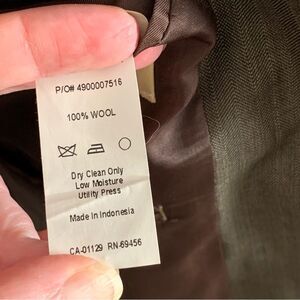 P/O# 4900007516
100% WOOL
Dry Clean Only
Low Moisture
Utility Press
Made In Indonesia
CA-01129 RN-69456